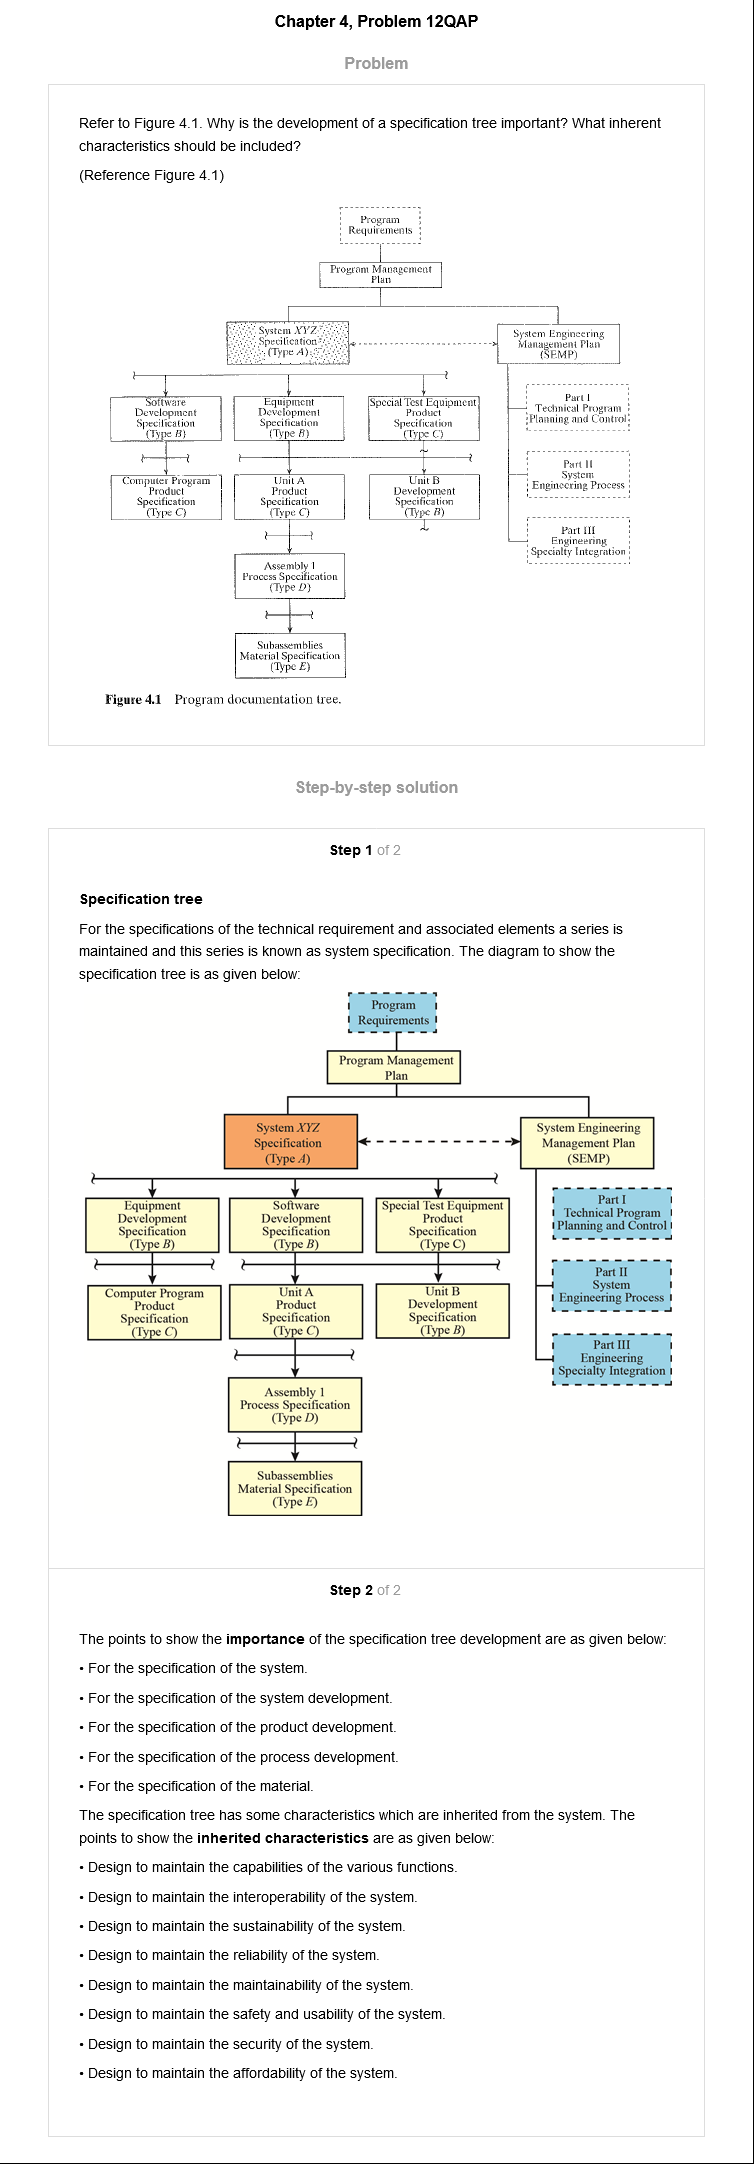 Chapter 4, Problem 12QAP
Problem
Refer to Figure 4.1. Why is the development of a specification tree important? What inherent
characteristics should be included?
(Reference Figure 4.1)
Program
Requirements
Program Management
Plan
System XYZ
Specification
(Type A)
System Engineering
Management Plan
(SEMP)
Software
Development
Specification
(Type B)
Equipment
Development
Specification
(Type B)
Special Test Equipment
Product
Specification
(Type C)
Part I
Technical Program
Planning and Control
Computer Program
Product
Specification
(Type C)
Unit A
Product
Specification
(Type C)
Unit B
Development
Specification
(Type B)
Part II
System
Engineering Process
Part III
Engineering
Specialty Integration
Assembly 1
Process Specification
(Type D)
Subassemblies
Material Specification
(Type E)
Figure 4.1 Program documentation tree.
Step-by-step solution
Step 1 of 2
Specification tree
For the specifications of the technical requirement and associated elements a series is
maintained and this series is known as system specification. The diagram to show the
specification tree is as given below:
Program
Requirements
Program Management
Plan
System XYZ
Specification
(Type A)
System Engineering
Management Plan
(SEMP)
Equipment
Development
Specification
(Type B)
Software
Development
Specification
(Type B)
Special Test Equipment
Product
Specification
(Type C)
Part I
Technical Program
Planning and Control
Computer Program
Product
Specification
(Type C)
Unit A
Product
Specification
(Type C)
Unit B
Development
Specification
(Type B)
Part II
System
Engineering Process
Part III
Engineering
Specialty Integration
Assembly 1
Process Specification
(Type D)
Subassemblies
Material Specification
(Type E)
Step 2 of 2
The points to show the importance of the specification tree development are as given below:
• For the specification of the system.
• For the specification of the system development.
• For the specification of the product development.
• For the specification of the process development.
• For the specification of the material.
The specification tree has some characteristics which are inherited from the system. The
points to show the inherited characteristics are as given below:
• Design to maintain the capabilities of the various functions.
• Design to maintain the interoperability of the system.
• Design to maintain the sustainability of the system.
• Design to maintain the reliability of the system.
• Design to maintain the maintainability of the system.
• Design to maintain the safety and usability of the system.
• Design to maintain the security of the system.
• Design to maintain the affordability of the system.